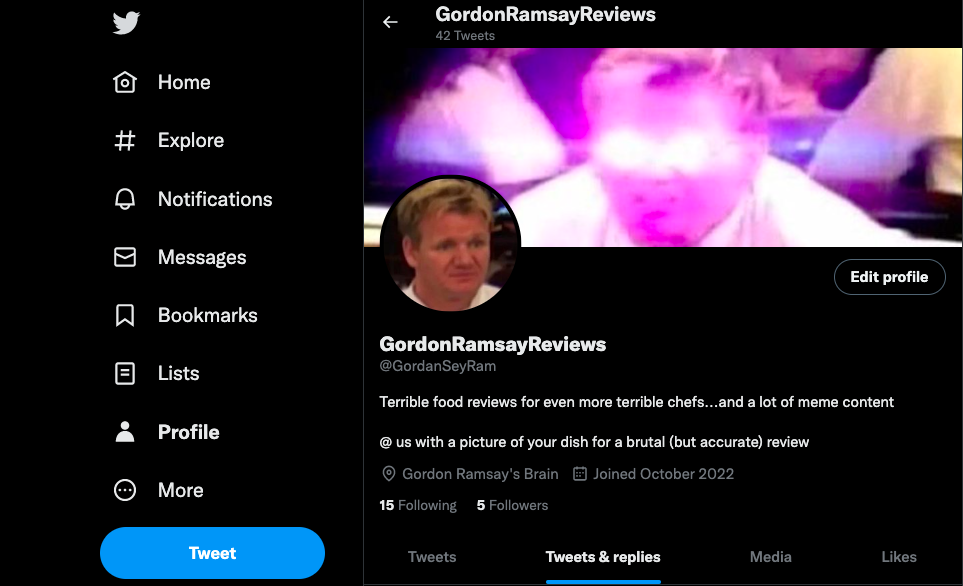 GordonRamsayReviews
42 Tweets
Home
Explore
Notifications
Messages
Bookmarks
Lists
Profile
More
Tweet
Edit profile
GordonRamsayReviews
@GordanSeyRam
Terrible food reviews for even more terrible chefs...and a lot of meme content
@ us with a picture of your dish for a brutal (but accurate) review
Gordon Ramsay's Brain Joined October 2022
15 Following 5 Followers
Tweets Tweets & replies Media Likes